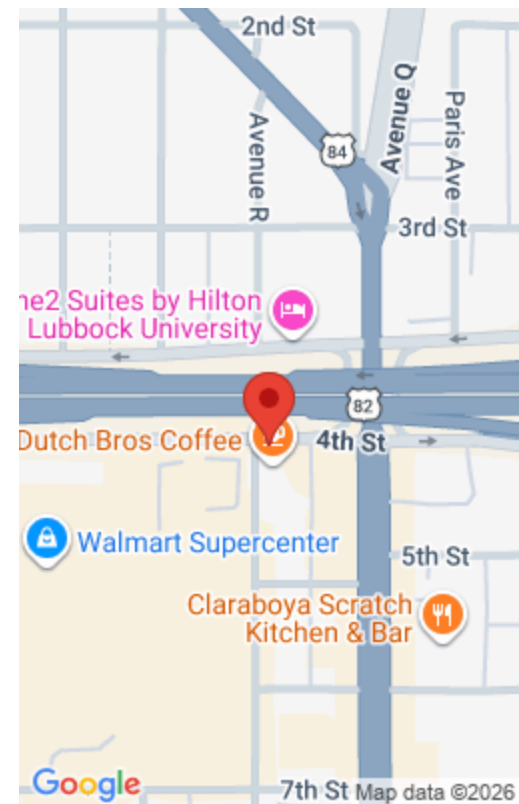 2nd St
Avenue Q
Paris Ave
Avenue R
84
3rd St
ne2 Suites by Hilton
Lubbock University
82
Dutch Bros Coffee
4th St
Walmart Supercenter
5th St
Claraboya Scratch
Kitchen & Bar
Google
7th St
Map data ©2026